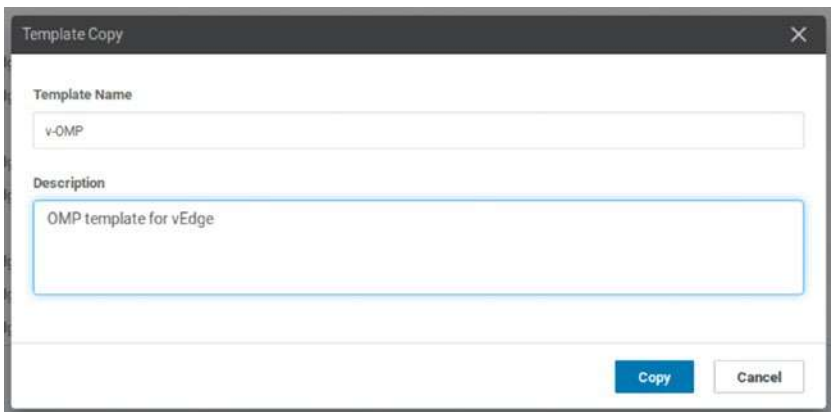 Template Copy
Template Name
v-OMP
Description
OMP template for vEdge
Copy
Cancel